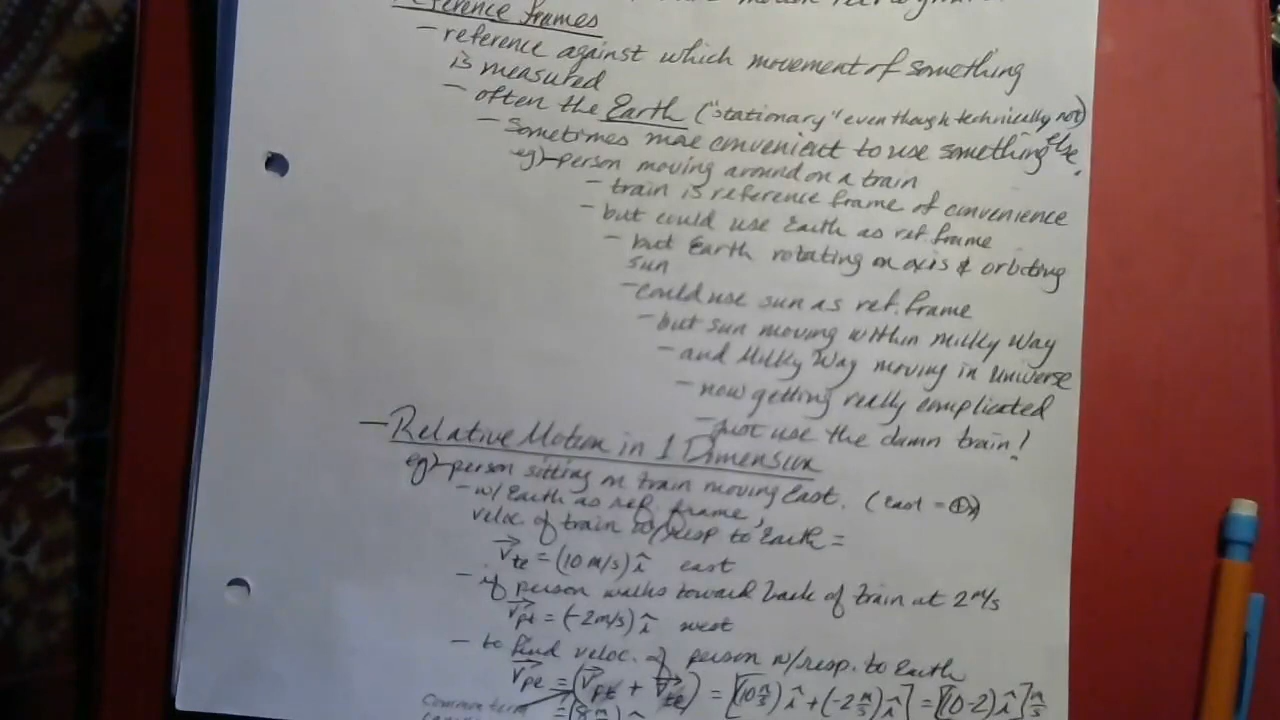 Reference Frames
– reference against which movement of something
is measured
– often the Earth ("stationary" even though technically not)
– Sometimes more convenient to use something else.
eg) – person moving around on a train
– train is reference frame of convenience
– but could use Earth as ref. frame
– but Earth rotating on axis & orbiting
sun
– could use sun as ref. frame
– but sun moving within Milky Way
– and Milky Way moving in Universe
– now getting really complicated
– just use the damn train!
– Relative Motion in 1 Dimension
eg) – person sitting on train moving East. (East = ⊕x)
– w/ Earth as ref. frame,
veloc. of train w/resp to Earth =
v⃗te = (10 m/s) î east
– if person walks toward back of train at 2 m/s
v⃗pt = (-2 m/s) î west
– to find veloc. of person w/resp. to Earth
v⃗pe = (v⃗pt + v⃗te) = [(10 m/s) î + (-2 m/s) î] = [(10-2) î] m/s
Common term
= (8 m/s) î